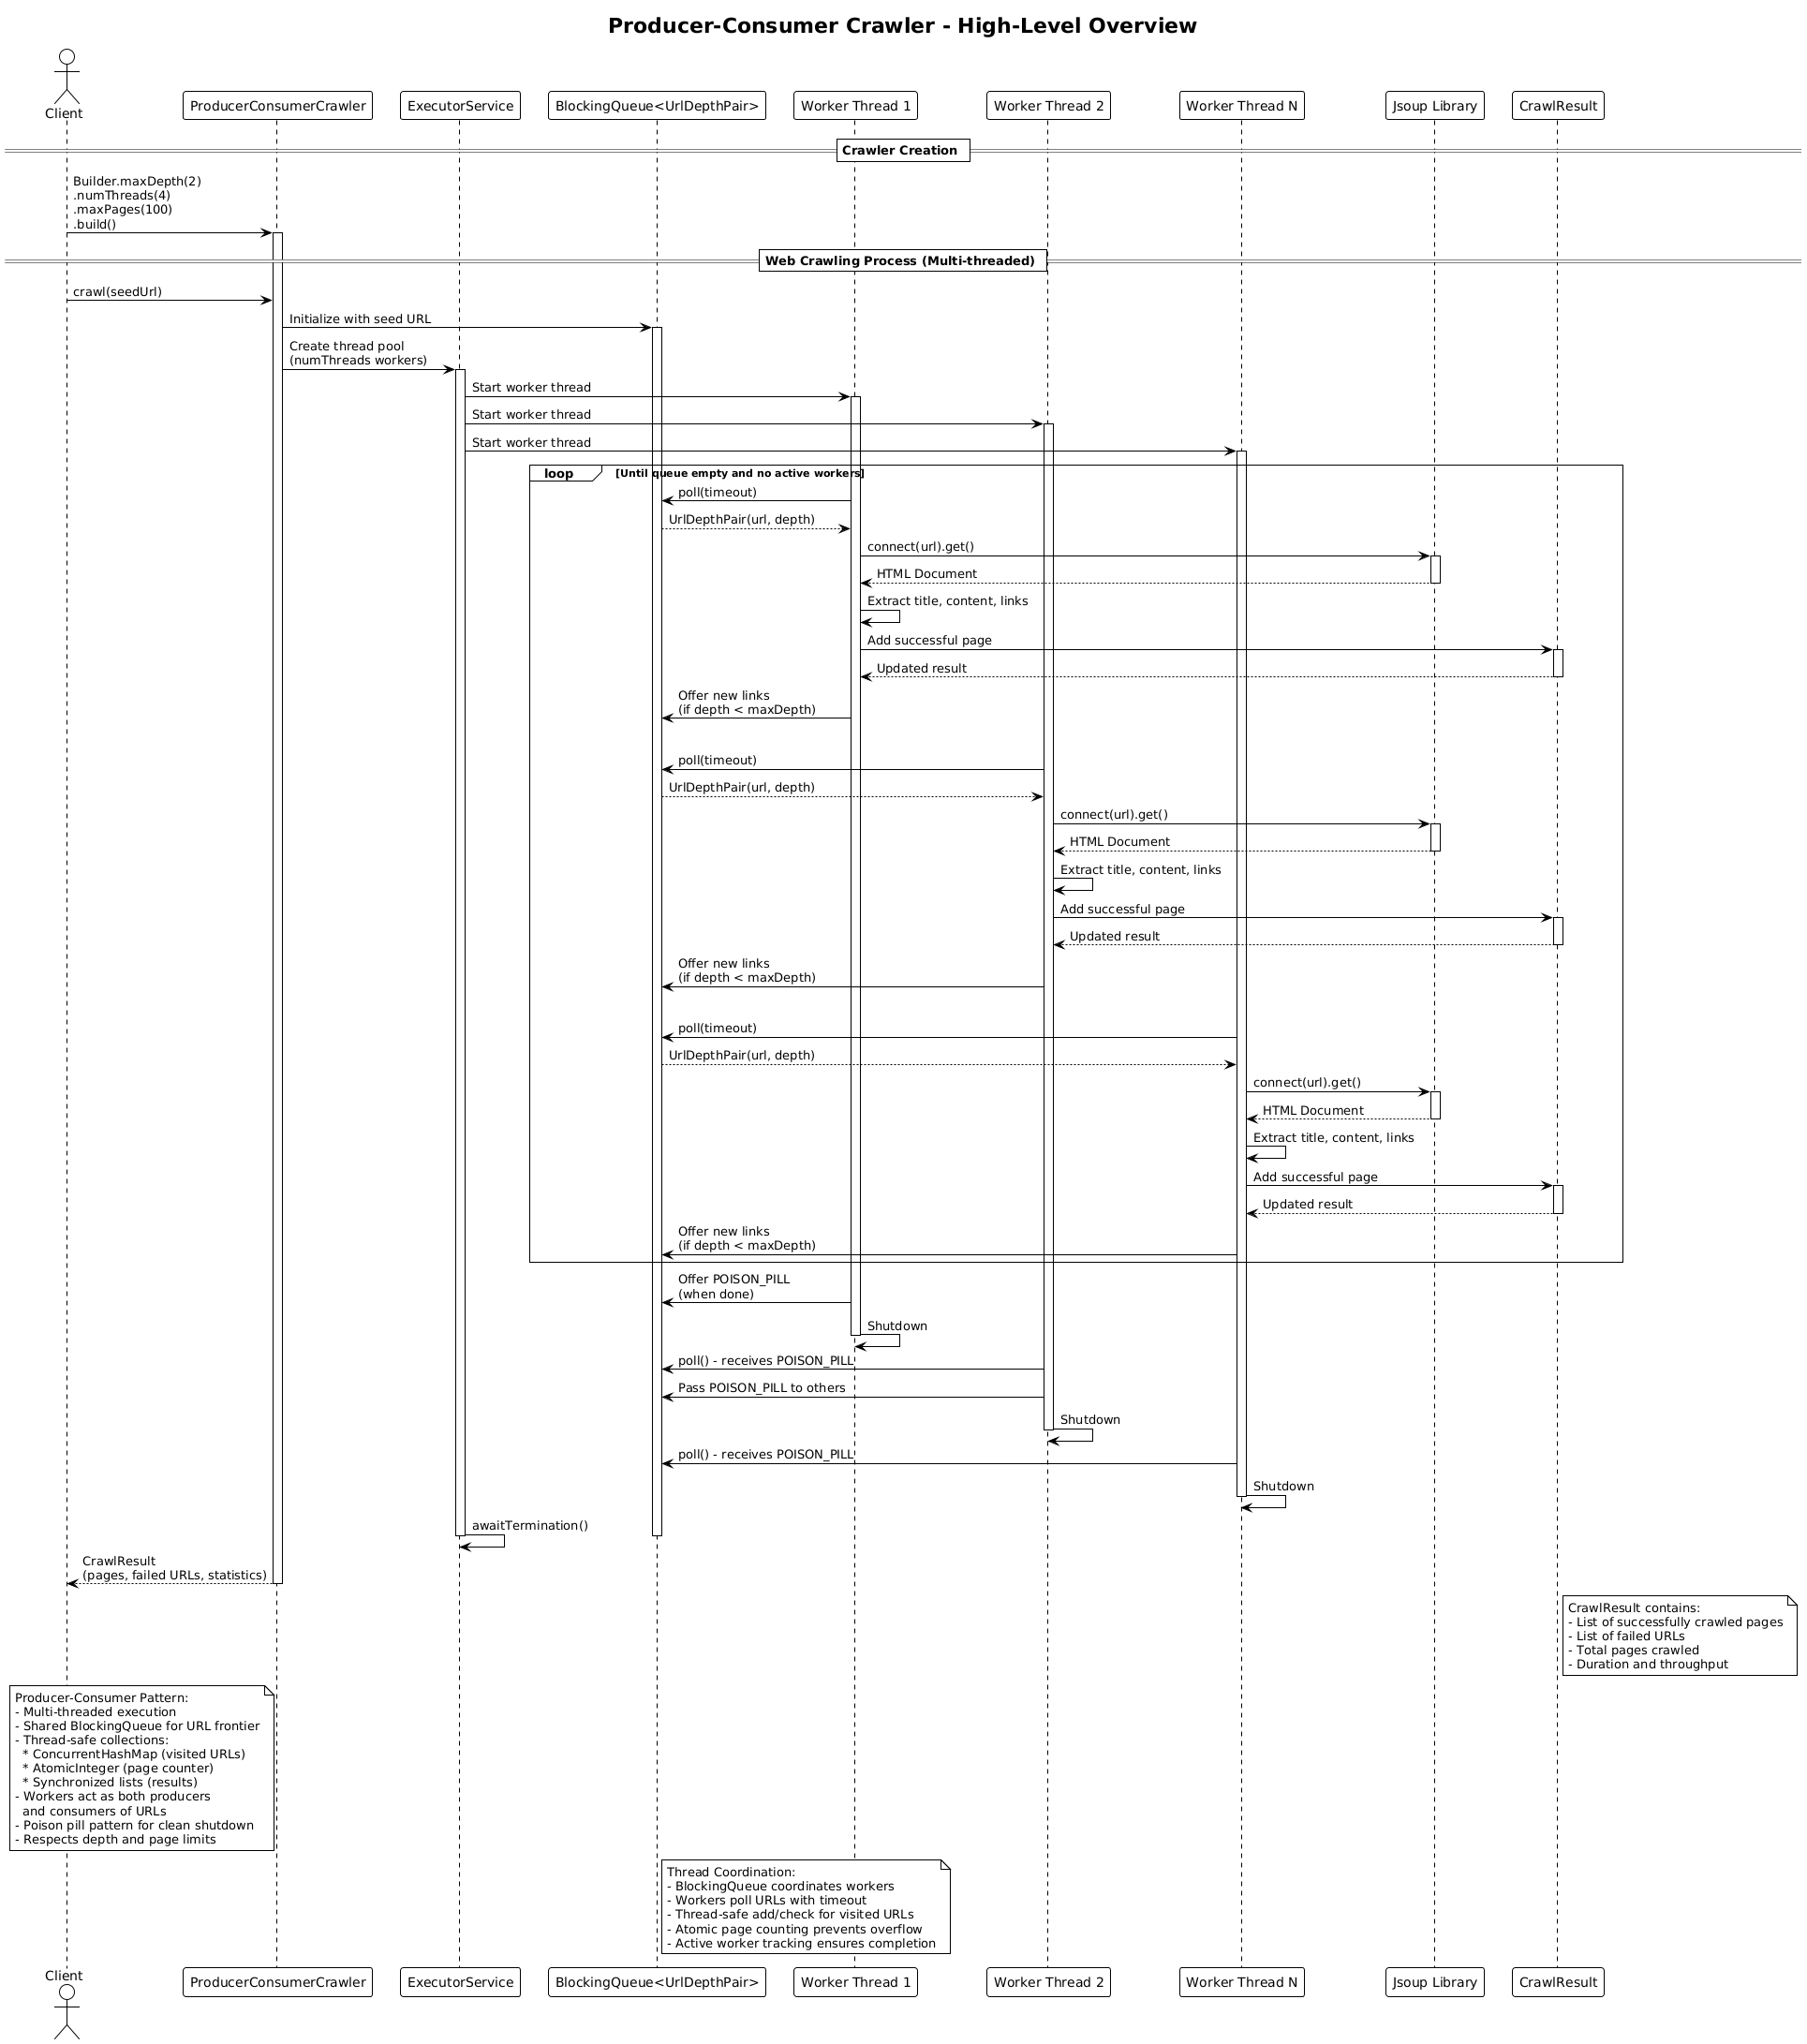 Producer-Consumer Crawler - High-Level Overview
Client
ProducerConsumerCrawler
ExecutorService
BlockingQueue<UrlDepthPair>
Worker Thread 1
Worker Thread 2
Worker Thread N
Jsoup Library
CrawlResult
Crawler Creation
Builder.maxDepth(2)
.numThreads(4)
.maxPages(100)
.build()
Web Crawling Process (Multi-threaded)
crawl(seedUrl)
Initialize with seed URL
Create thread pool
(numThreads workers)
Start worker thread
Start worker thread
Start worker thread
loop
[Until queue empty and no active workers]
poll(timeout)
UrlDepthPair(url, depth)
connect(url).get()
HTML Document
Extract title, content, links
Add successful page
Updated result
Offer new links
(if depth < maxDepth)
poll(timeout)
UrlDepthPair(url, depth)
connect(url).get()
HTML Document
Extract title, content, links
Add successful page
Updated result
Offer new links
(if depth < maxDepth)
poll(timeout)
UrlDepthPair(url, depth)
connect(url).get()
HTML Document
Extract title, content, links
Add successful page
Updated result
Offer new links
(if depth < maxDepth)
Offer POISON_PILL
(when done)
Shutdown
poll() - receives POISON_PILL
Pass POISON_PILL to others
Shutdown
poll() - receives POISON_PILL
Shutdown
awaitTermination()
CrawlResult
(pages, failed URLs, statistics)
CrawlResult contains:
- List of successfully crawled pages
- List of failed URLs
- Total pages crawled
- Duration and throughput
Producer-Consumer Pattern:
- Multi-threaded execution
- Shared BlockingQueue for URL frontier
- Thread-safe collections:
* ConcurrentHashMap (visited URLs)
* AtomicInteger (page counter)
* Synchronized lists (results)
- Workers act as both producers
and consumers of URLs
- Poison pill pattern for clean shutdown
- Respects depth and page limits
Thread Coordination:
- BlockingQueue coordinates workers
- Workers poll URLs with timeout
- Thread-safe add/check for visited URLs
- Atomic page counting prevents overflow
- Active worker tracking ensures completion
Client
ProducerConsumerCrawler
ExecutorService
BlockingQueue<UrlDepthPair>
Worker Thread 1
Worker Thread 2
Worker Thread N
Jsoup Library
CrawlResult